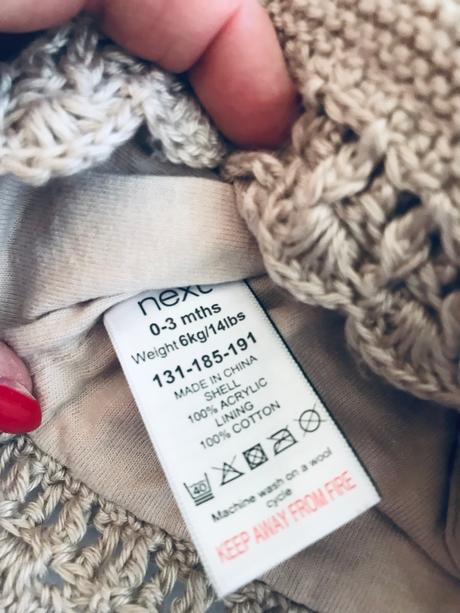 next
0-3 mths
Weight 6kg/14lbs
131-185-191
MADE IN CHINA
SHELL
100% ACRYLIC
LINING
100% COTTON
40
Machine wash on a wool
cycle
KEEP AWAY FROM FIRE